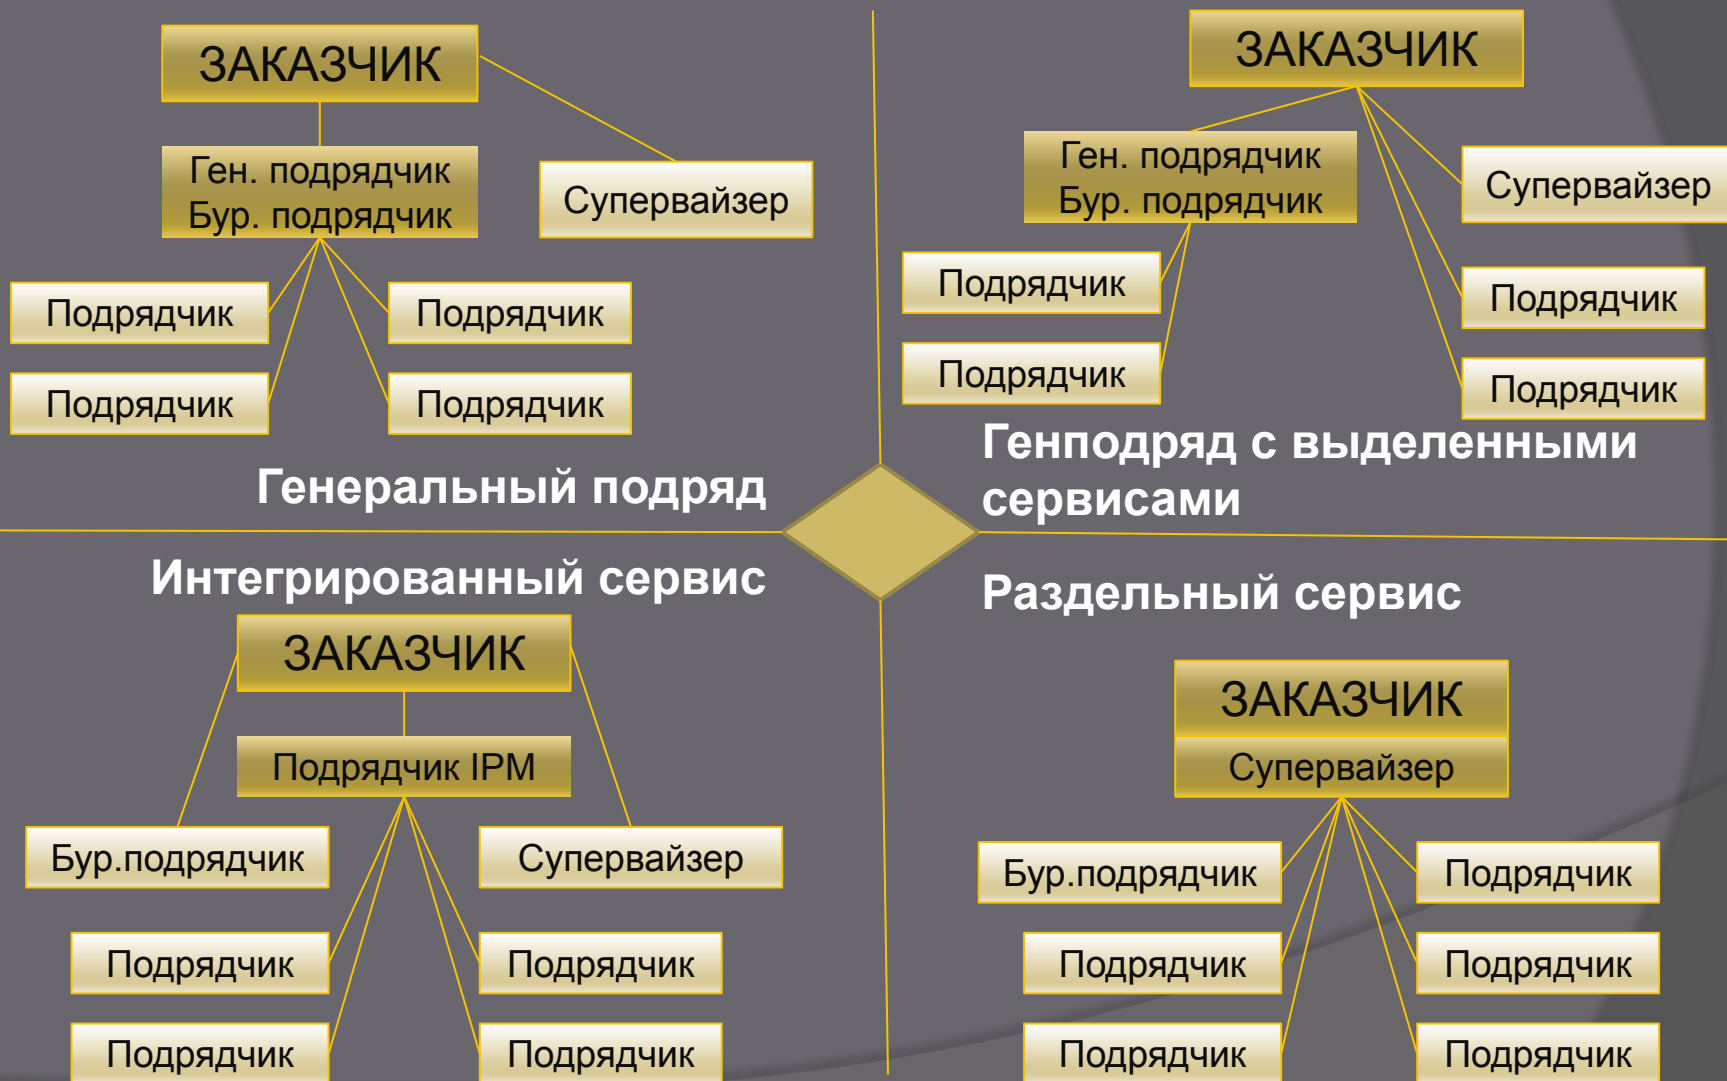 ЗАКАЗЧИК
Ген. подрядчик
Бур. подрядчик
Супервайзер
Подрядчик
Подрядчик
Подрядчик
Подрядчик
Генеральный подряд
ЗАКАЗЧИК
Ген. подрядчик
Бур. подрядчик
Супервайзер
Подрядчик
Подрядчик
Подрядчик
Подрядчик
Генподряд с выделенными
сервисами
Интегрированный сервис
ЗАКАЗЧИК
Подрядчик IPM
Бур.подрядчик
Супервайзер
Подрядчик
Подрядчик
Подрядчик
Подрядчик
Раздельный сервис
ЗАКАЗЧИК
Супервайзер
Бур.подрядчик
Подрядчик
Подрядчик
Подрядчик
Подрядчик
Подрядчик